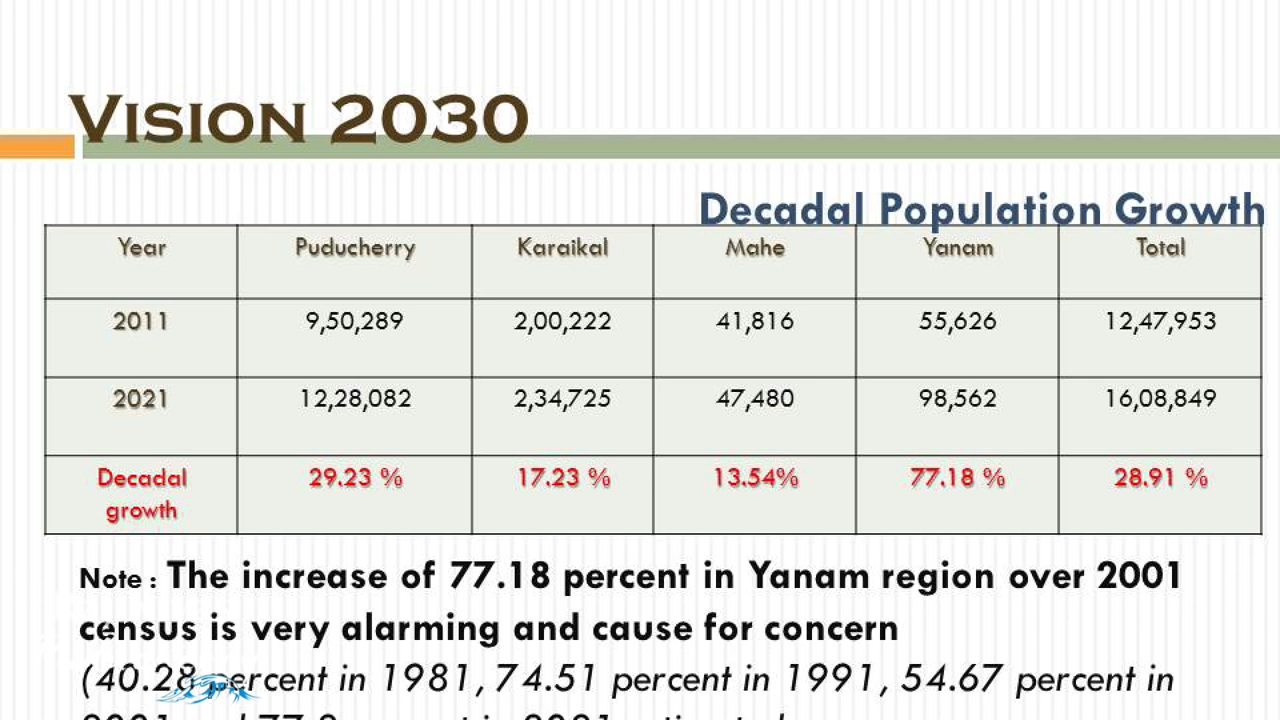 Vision 2030
Decadal Population Growth
Year Puducherry Karaikal Mahe Yanam Total
2011 9,50,289 2,00,222 41,816 55,626 12,47,953
2021 12,28,082 2,34,725 47,480 98,562 16,08,849
Decadal growth 29.23 % 17.23 % 13.54% 77.18 % 28.91 %
Note : The increase of 77.18 percent in Yanam region over 2001
census is very alarming and cause for concern
(40.28 percent in 1981, 74.51 percent in 1991, 54.67 percent in